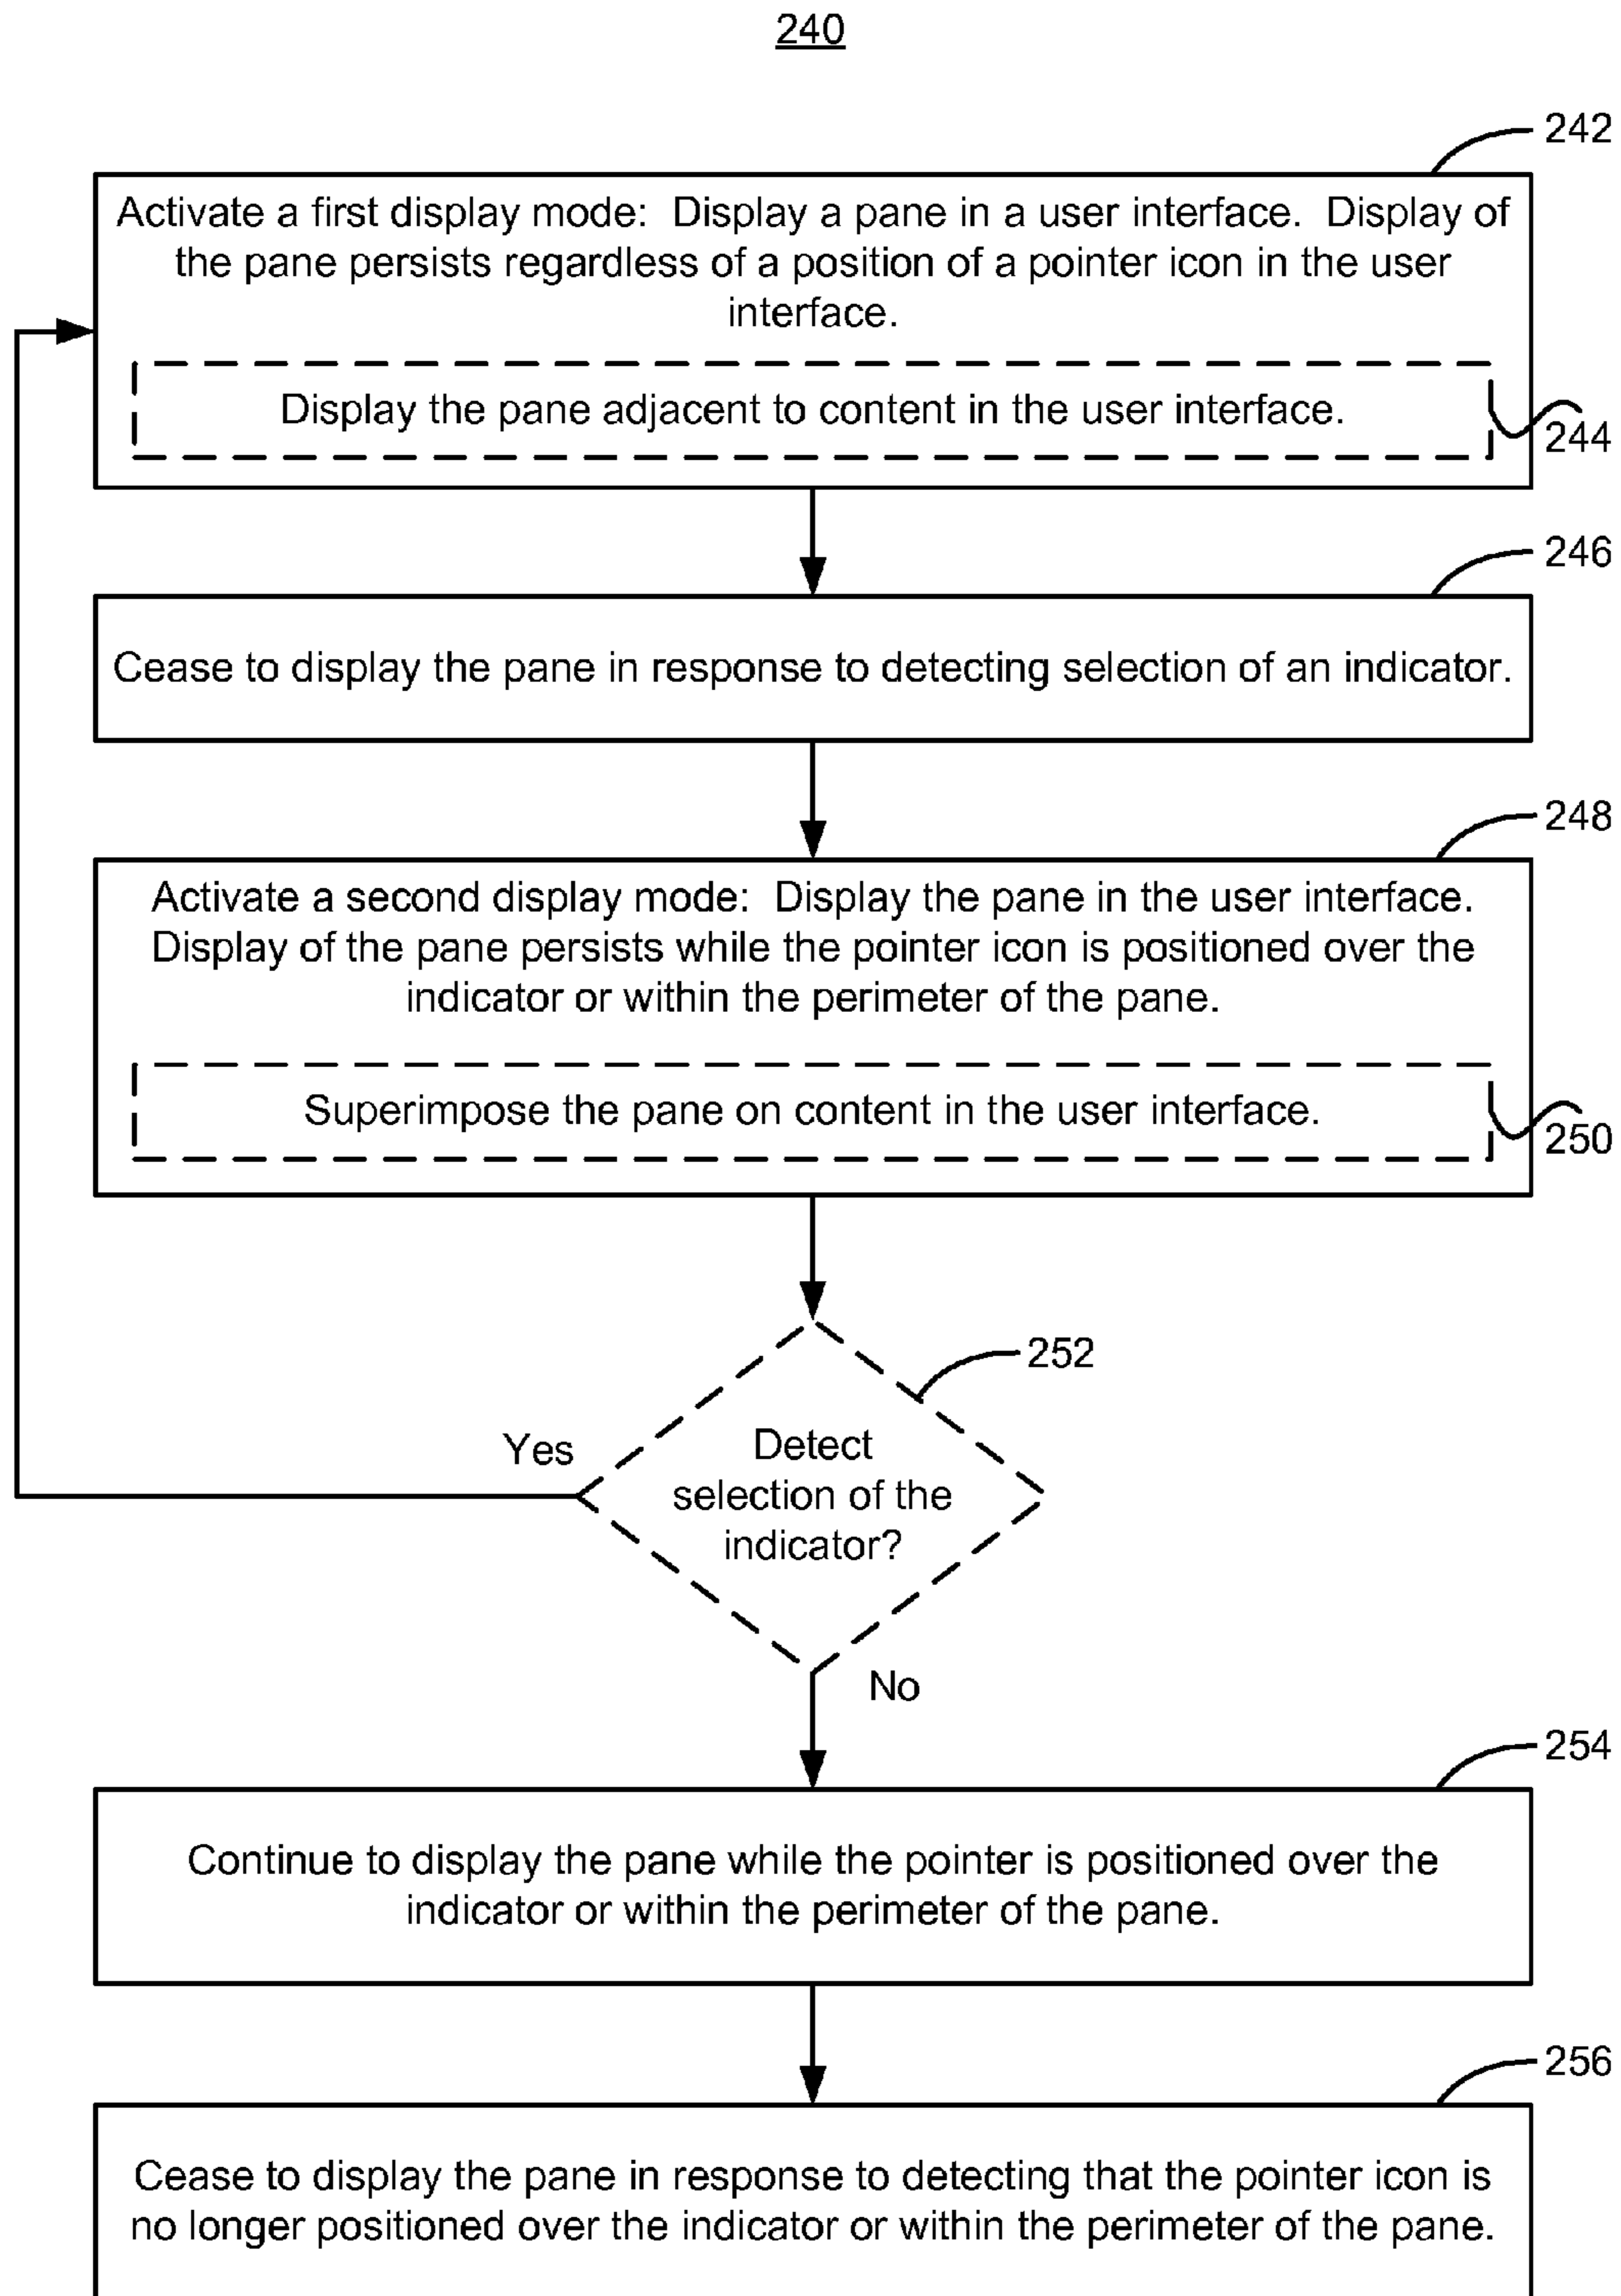 240
242
Activate a first display mode: Display a pane in a user interface. Display of
the pane persists regardless of a position of a pointer icon in the user
interface.
Display the pane adjacent to content in the user interface.
244
246
Cease to display the pane in response to detecting selection of an indicator.
248
Activate a second display mode: Display the pane in the user interface.
Display of the pane persists while the pointer icon is positioned over the
indicator or within the perimeter of the pane.
Superimpose the pane on content in the user interface.
250
252
Yes
Detect
selection of the
indicator?
No
254
Continue to display the pane while the pointer is positioned over the
indicator or within the perimeter of the pane.
256
Cease to display the pane in response to detecting that the pointer icon is
no longer positioned over the indicator or within the perimeter of the pane.